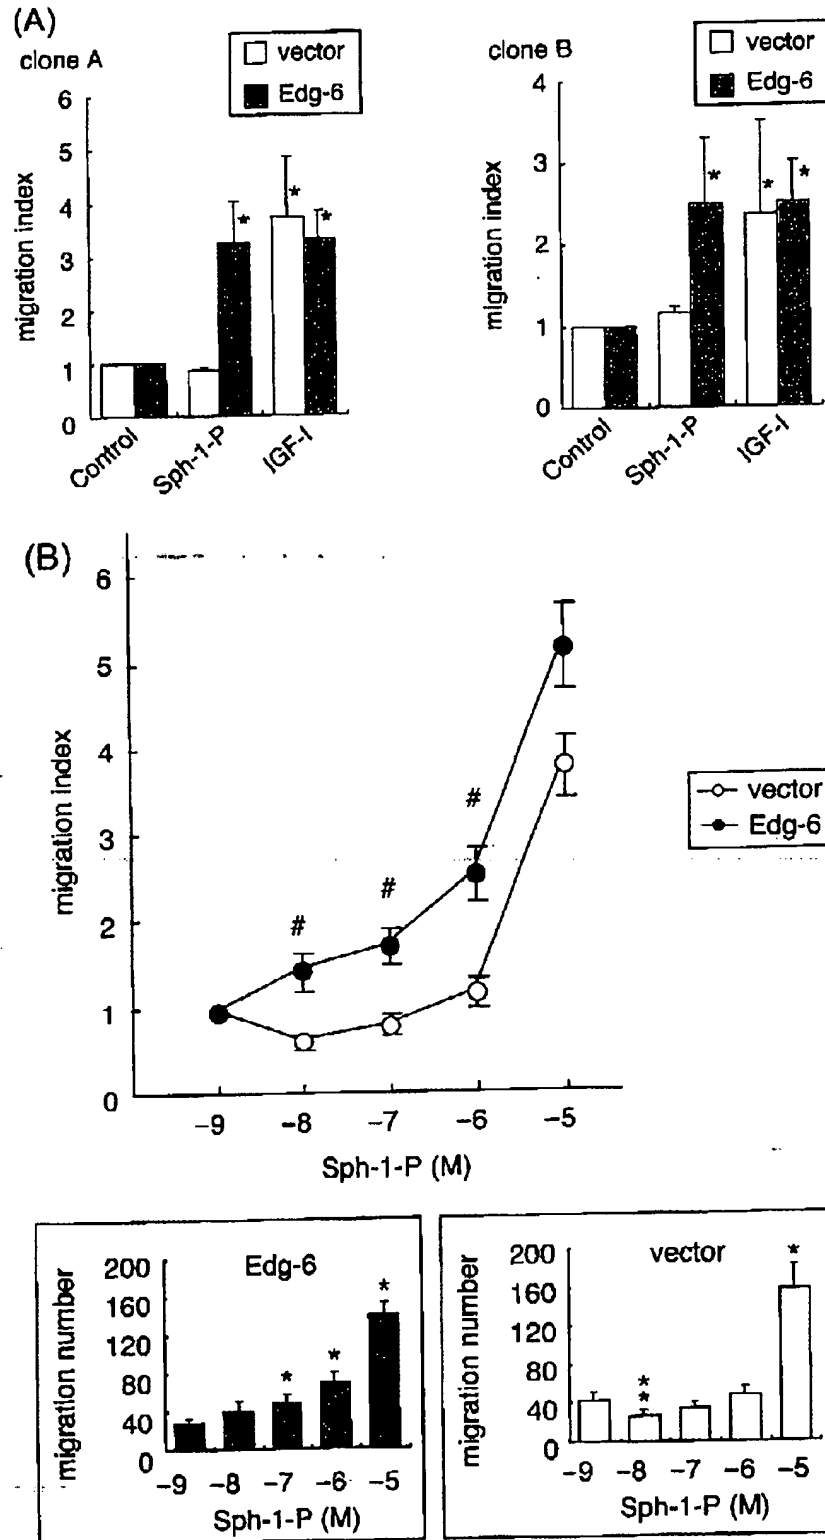 (A)
clone A
vector
Edg-6
migration index
6
5
4
3
2
1
0
*
*
*
Control
Sph-1-P
IGF-I
clone B
vector
Edg-6
migration index
4
3
2
1
0
*
*
*
Control
Sph-1-P
IGF-I
(B)
migration index
6
5
4
3
2
1
0
#
#
#
vector
Edg-6
−9
−8
−7
−6
−5
Sph-1-P (M)
Edg-6
migration number
200
160
120
80
40
0
*
*
*
−9
−8
−7
−6
−5
Sph-1-P (M)
vector
migration number
200
160
120
80
40
0
*
*
*
−9
−8
−7
−6
−5
Sph-1-P (M)